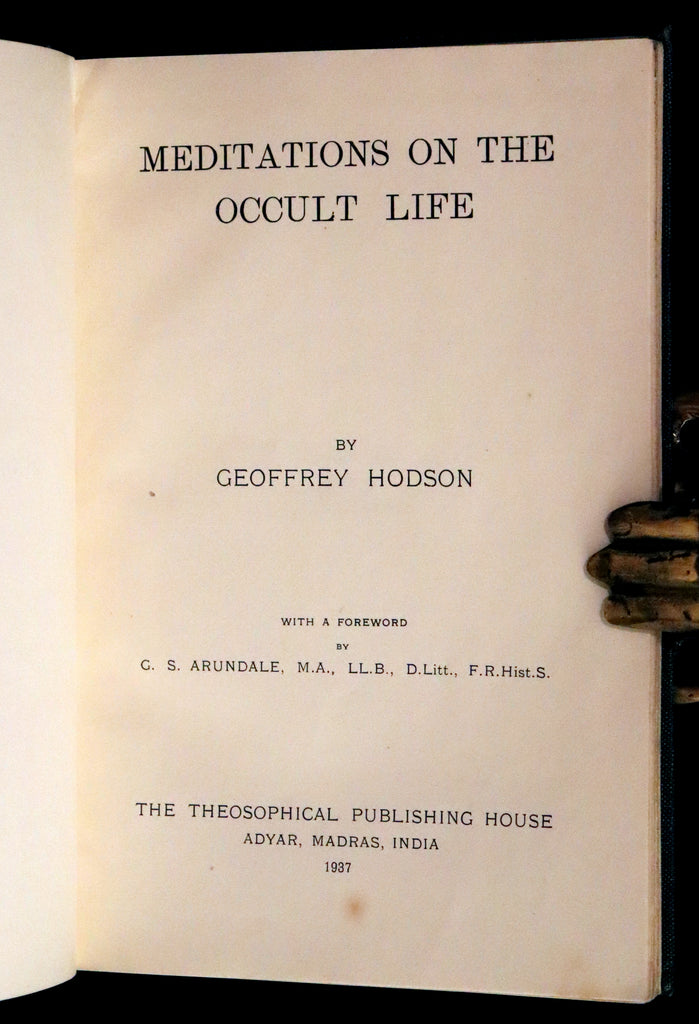 MEDITATIONS ON THE
OCCULT LIFE
BY
GEOFFREY HODSON
WITH A FOREWORD
BY
G. S. ARUNDALE, M.A., LL.B., D.Litt., F.R.Hist.S.
THE THEOSOPHICAL PUBLISHING HOUSE
ADYAR, MADRAS, INDIA
1937